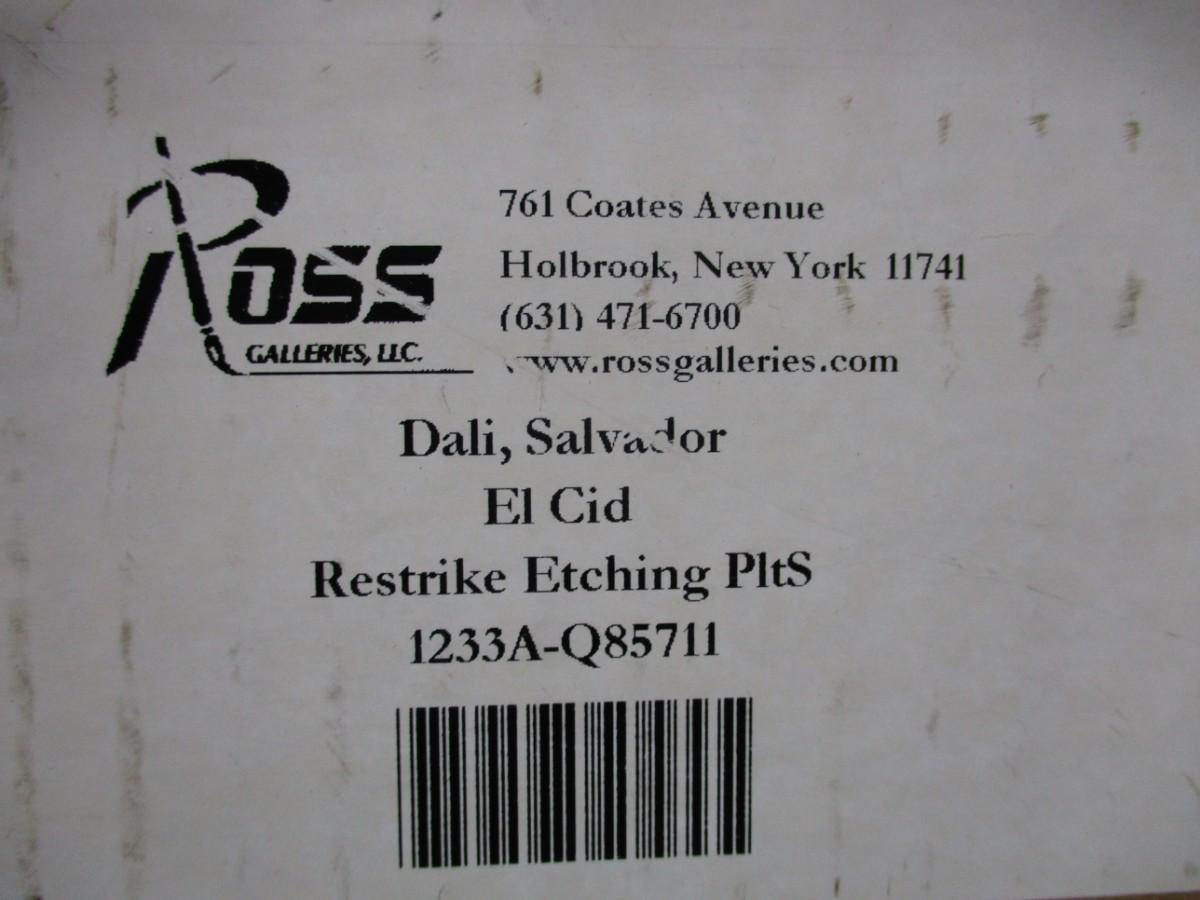 ROSS
GALLERIES, LLC.
761 Coates Avenue
Holbrook, New York 11741
(631) 471-6700
www.rossgalleries.com
Dali, Salvador
El Cid
Restrike Etching PltS
1233A-Q85711